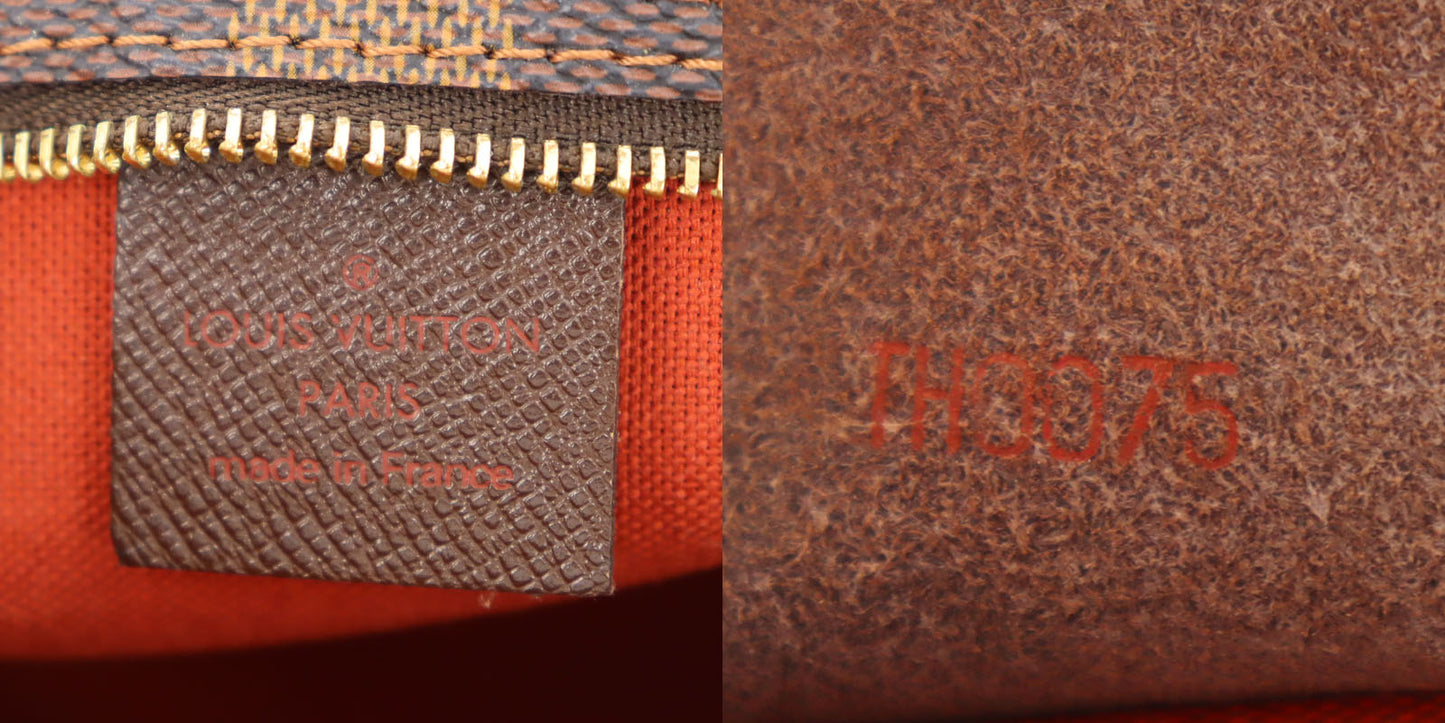 ®
LOUIS VUITTON
PARIS
made in France
TH0075